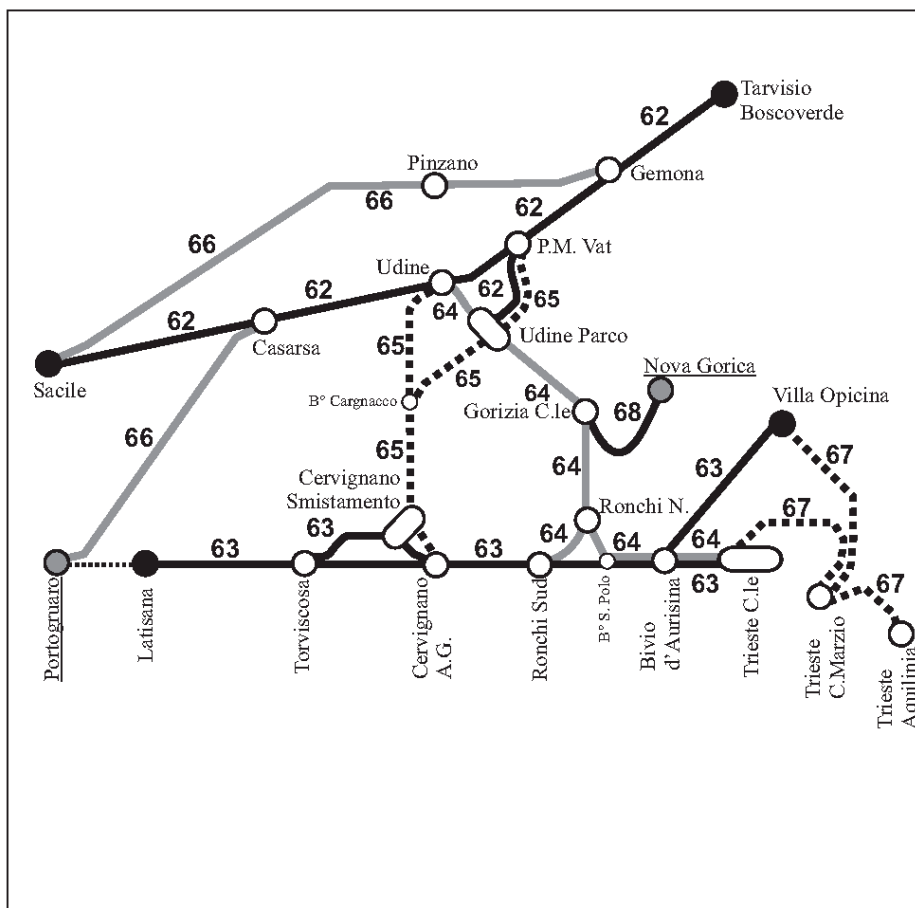 Tarvisio
Boscoverde
62
Pinzano
Gemona
66
62
66
P.M. Vat
Udine
62
62
65
64
62
Casarsa
Udine Parco
65
Sacile
65
Nova Gorica
B° Cargnacco
64
Gorizia C.le
68
Villa Opicina
66
65
64
63
67
Cervignano
Smistamento
Ronchi N.
67
63
64
64
64
63
63
63
67
Portogruaro
Latisana
Torviscosa
Cervignano
A.G.
Ronchi Sud
B° S. Polo
Bivio
d'Aurisina
Trieste C.le
Trieste
C.Marzio
Trieste
Aquilinia